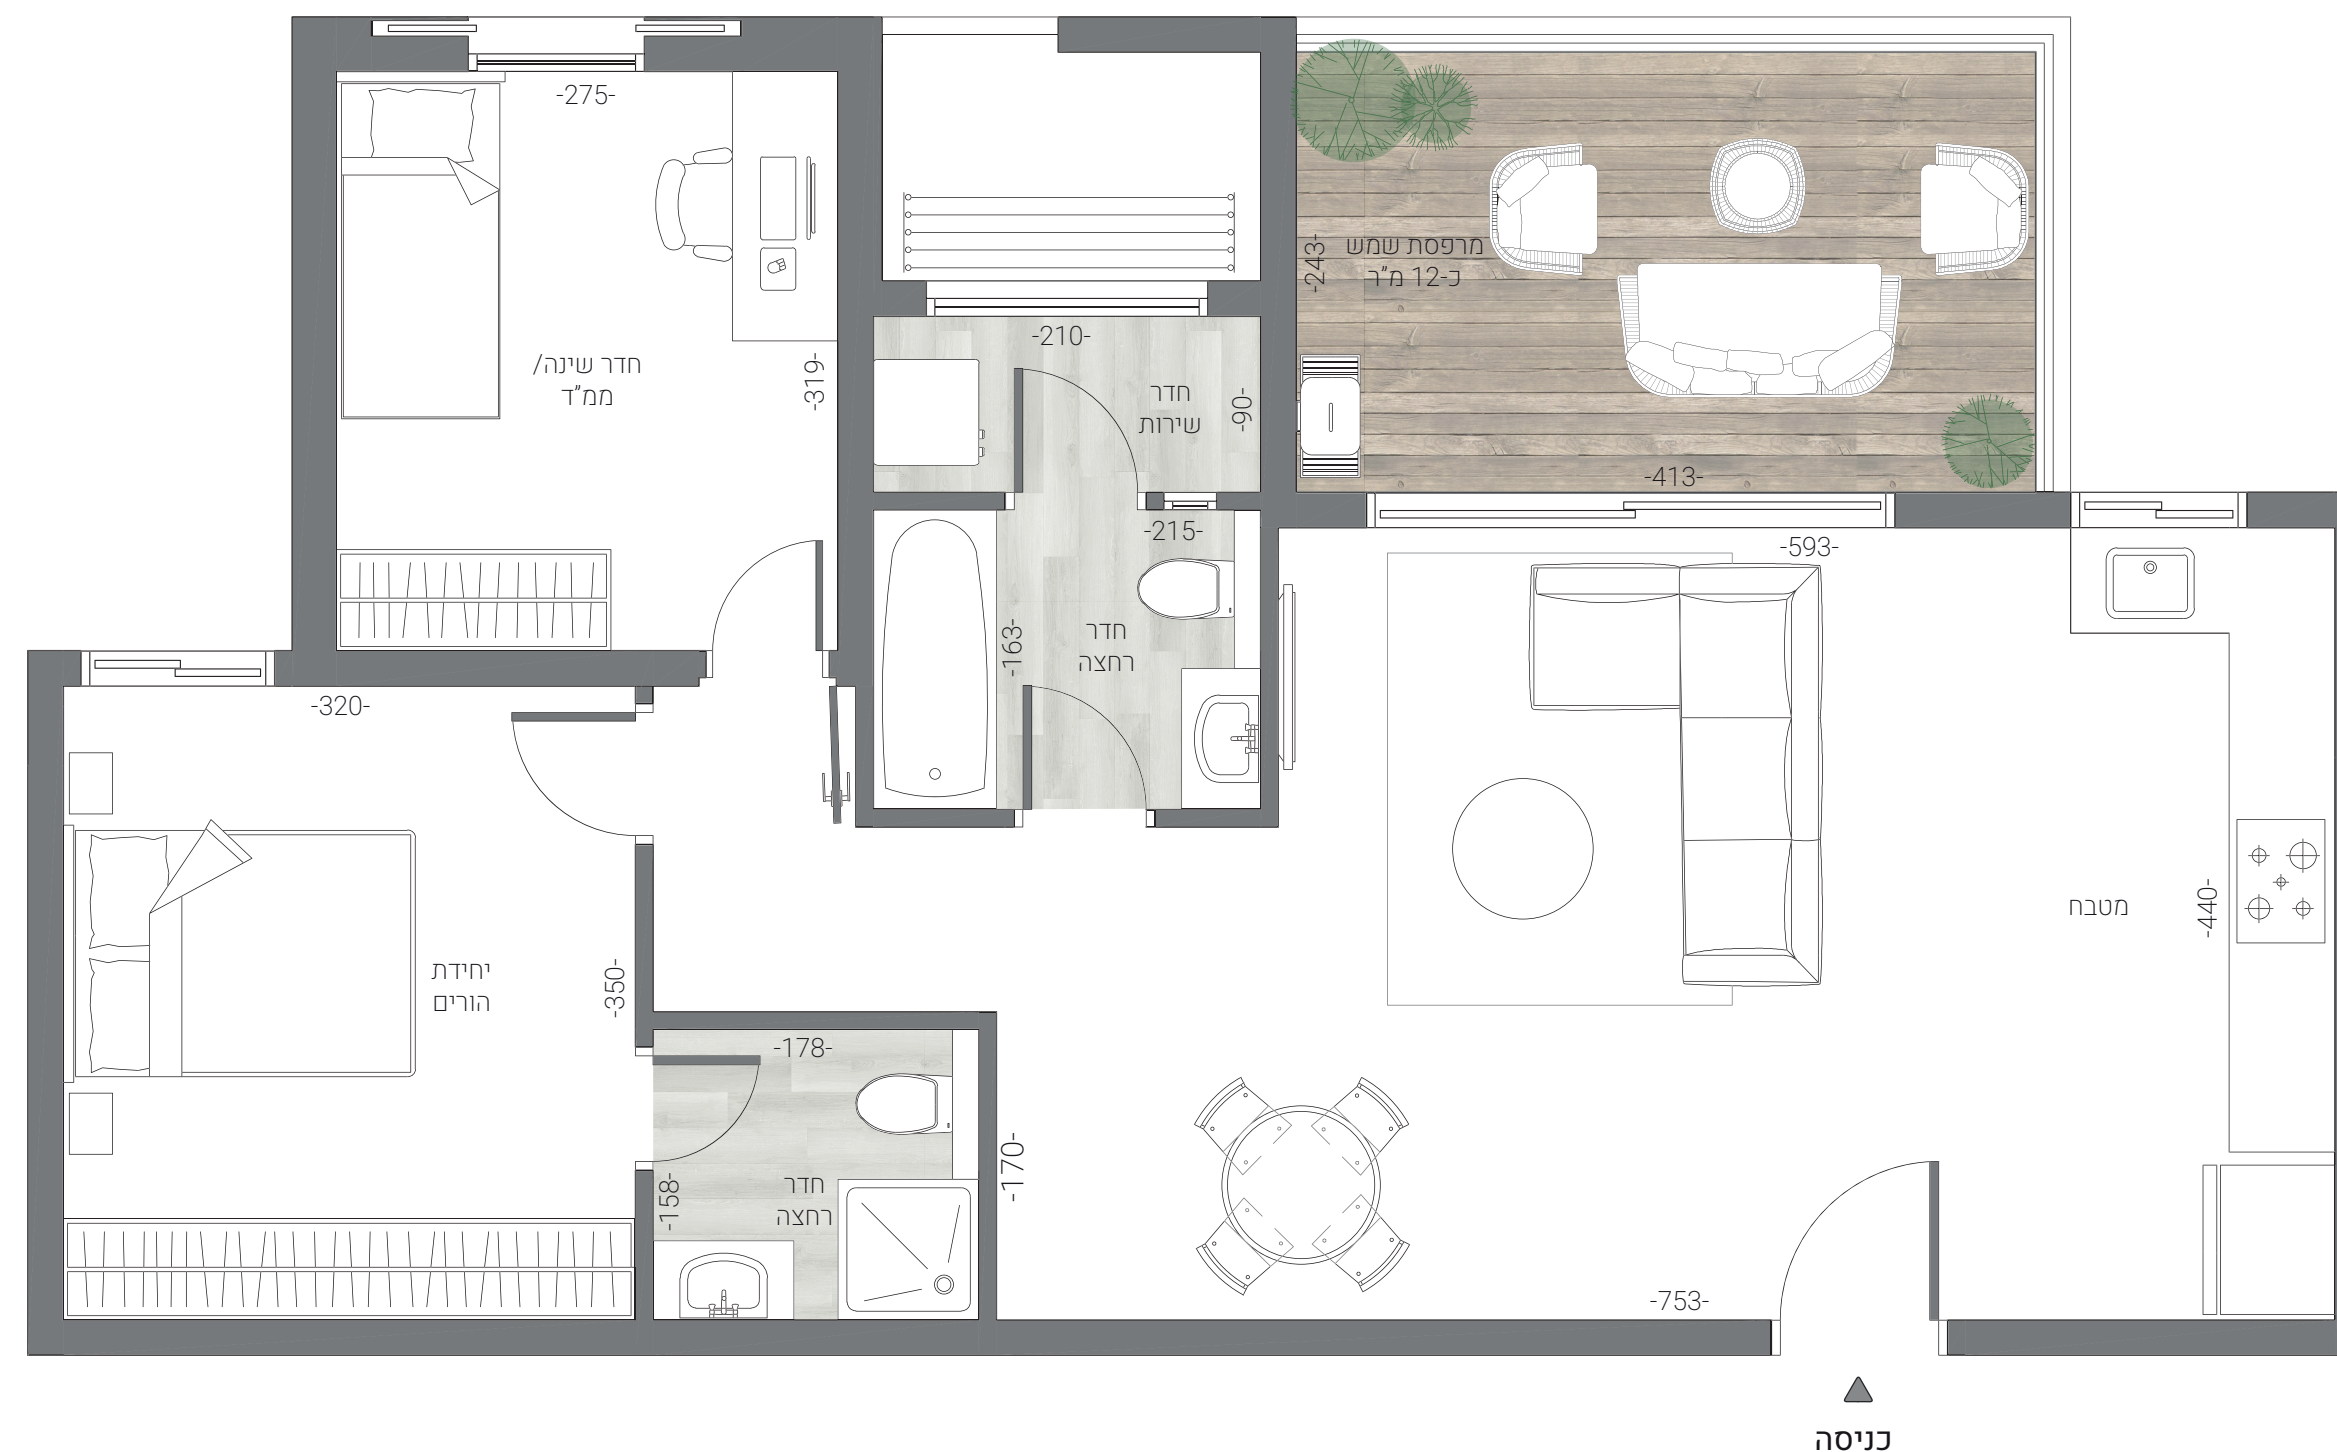 -275-
חדר שינה/
ממ"ד
-319-
-210-
חדר
שירות
-90-
-243-
מרפסת שמש
כ-12 מ"ר
-413-
-215-
-163-
חדר
רחצה
-593-
מטבח
-440-
-320-
יחידת
הורים
-350-
-178-
-158-
חדר
רחצה
-170-
-753-
כניסה